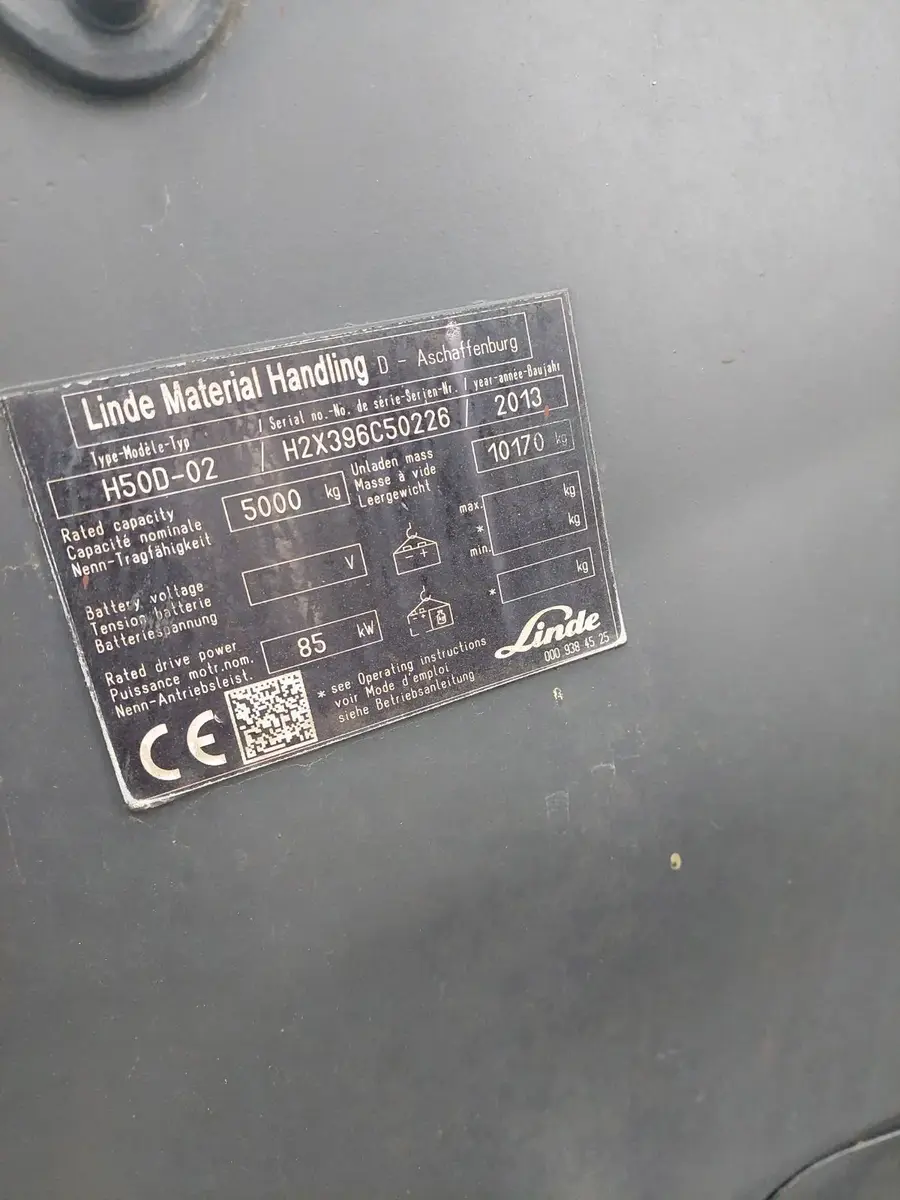 Linde Material Handling D - Aschaffenburg
Type-Modèle-Typ / Serial no.-No. de série-Serien-Nr. / year-année-Baujahr
H50D-02 / H2X396C50226 / 2013
Rated capacity
Capacité nominale
Nenn-Tragfähigkeit
5000 kg
Unladen mass
Masse à vide
Leergewicht
10170 kg
Battery voltage
Tension batterie
Batteriespannung
V
- +
max. kg
*
min. kg
Rated drive power
Puissance motr.nom.
Nenn-Antriebsleist.
85 kW
- + kg
* kg
CE
* see Operating instructions
voir Mode d'emploi
siehe Betriebsanleitung
Linde
000 938 45 25